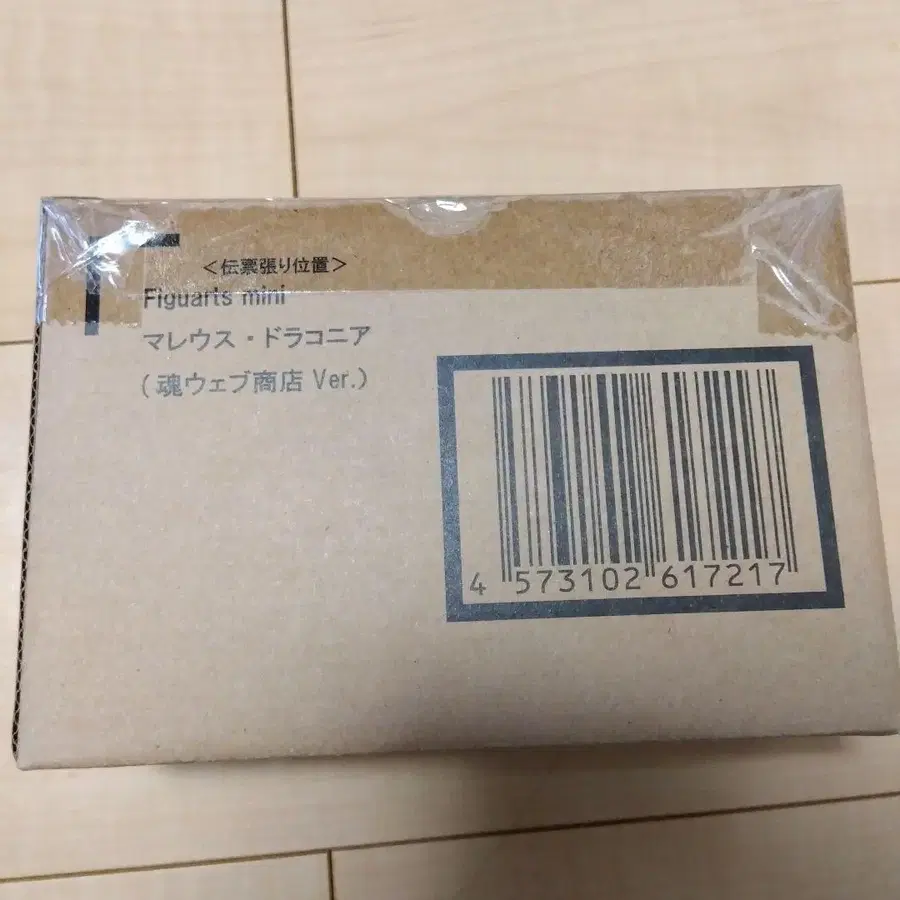 ＜伝票張り位置＞
Figuarts mini
マレウス・ドラコニア
(魂ウェブ商店 Ver.)
4 573102 617217